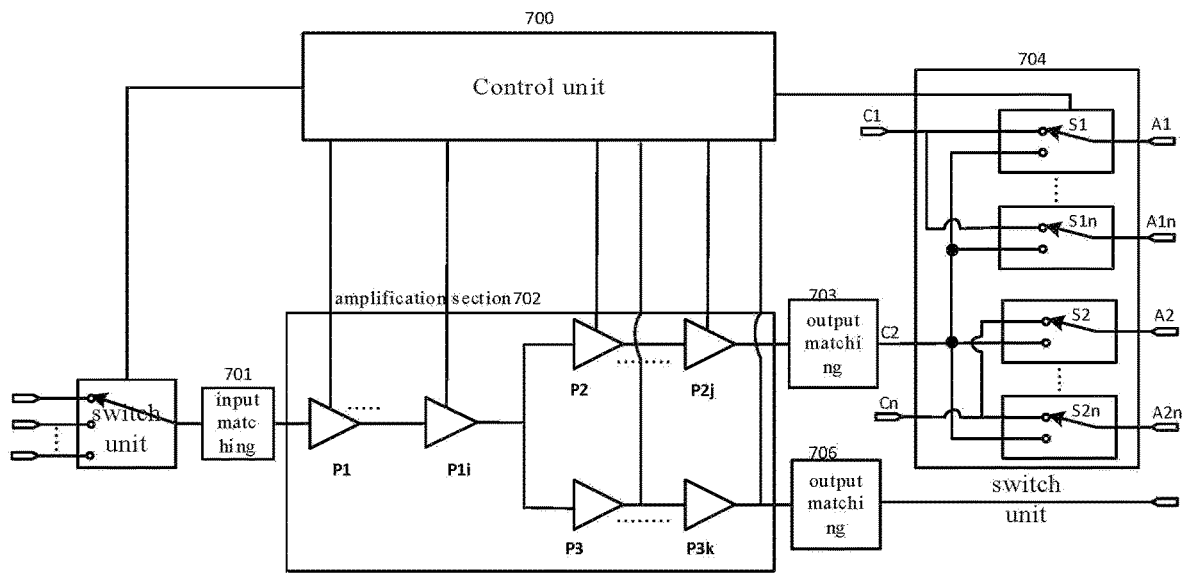 700
Control unit
704
C1
S1
A1
S1n
A1n
amplification section702
703
output
matchi
ng
C2
S2
A2
P2
P2j
701
input
matc
hing
switch
unit
Cn
S2n
A2n
P1
P1i
706
output
matchi
ng
switch
unit
P3
P3k